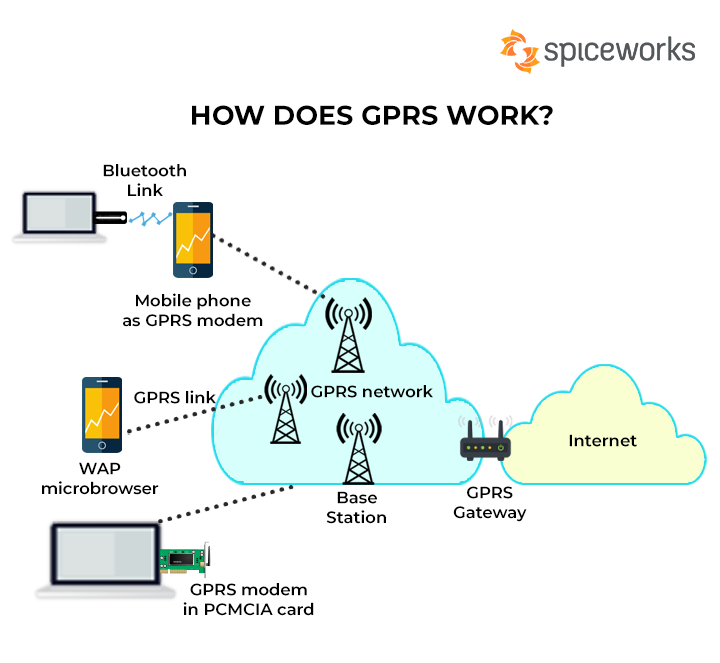 spiceworks
HOW DOES GPRS WORK?
Bluetooth
Link
Mobile phone
as GPRS modem
GPRS link
GPRS network
WAP
microbrowser
Base
Station
GPRS
Gateway
Internet
GPRS modem
in PCMCIA card